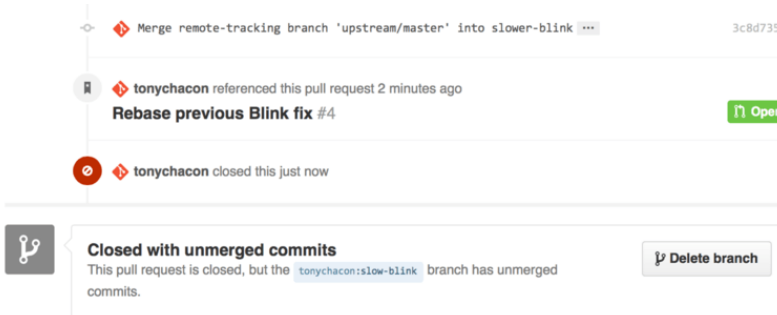 Merge remote-tracking branch 'upstream/master' into slower-blink ... 3c8d735
tonychacon referenced this pull request 2 minutes ago
Rebase previous Blink fix #4
Open
tonychacon closed this just now
Closed with unmerged commits
This pull request is closed, but the tonychacon:slow-blink branch has unmerged
commits.
Delete branch